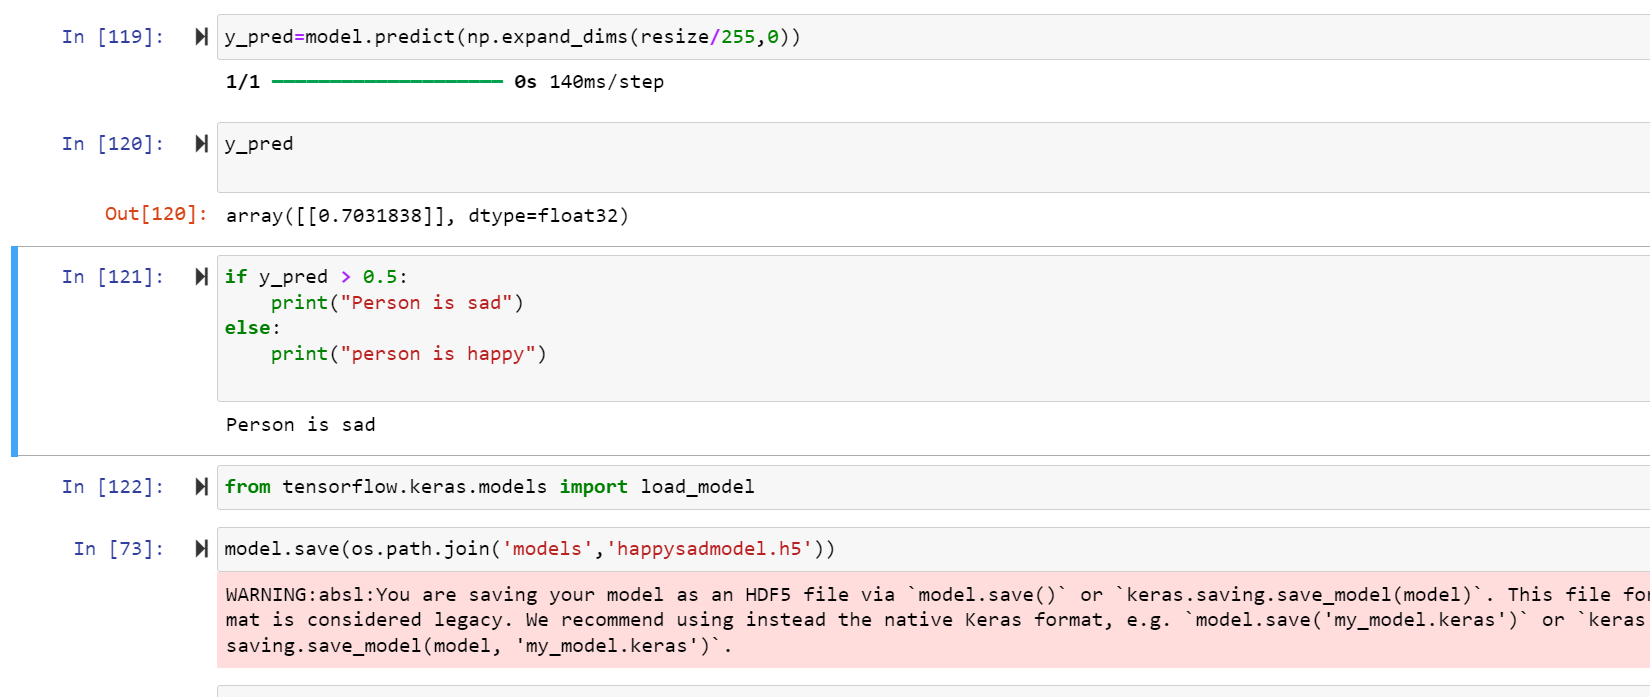 In [119]: y_pred=model.predict(np.expand_dims(resize/255,0))
1/1 0s 140ms/step
In [120]: y_pred
Out[120]: array([[0.7031838]], dtype=float32)
In [121]: if y_pred > 0.5:
    print("Person is sad")
else:
    print("person is happy")
Person is sad
In [122]: from tensorflow.keras.models import load_model
In [73]: model.save(os.path.join('models','happysadmodel.h5'))
WARNING:absl:You are saving your model as an HDF5 file via `model.save()` or `keras.saving.save_model(model)`. This file for
mat is considered legacy. We recommend using instead the native Keras format, e.g. `model.save('my_model.keras')` or `keras
saving.save_model(model, 'my_model.keras')`.